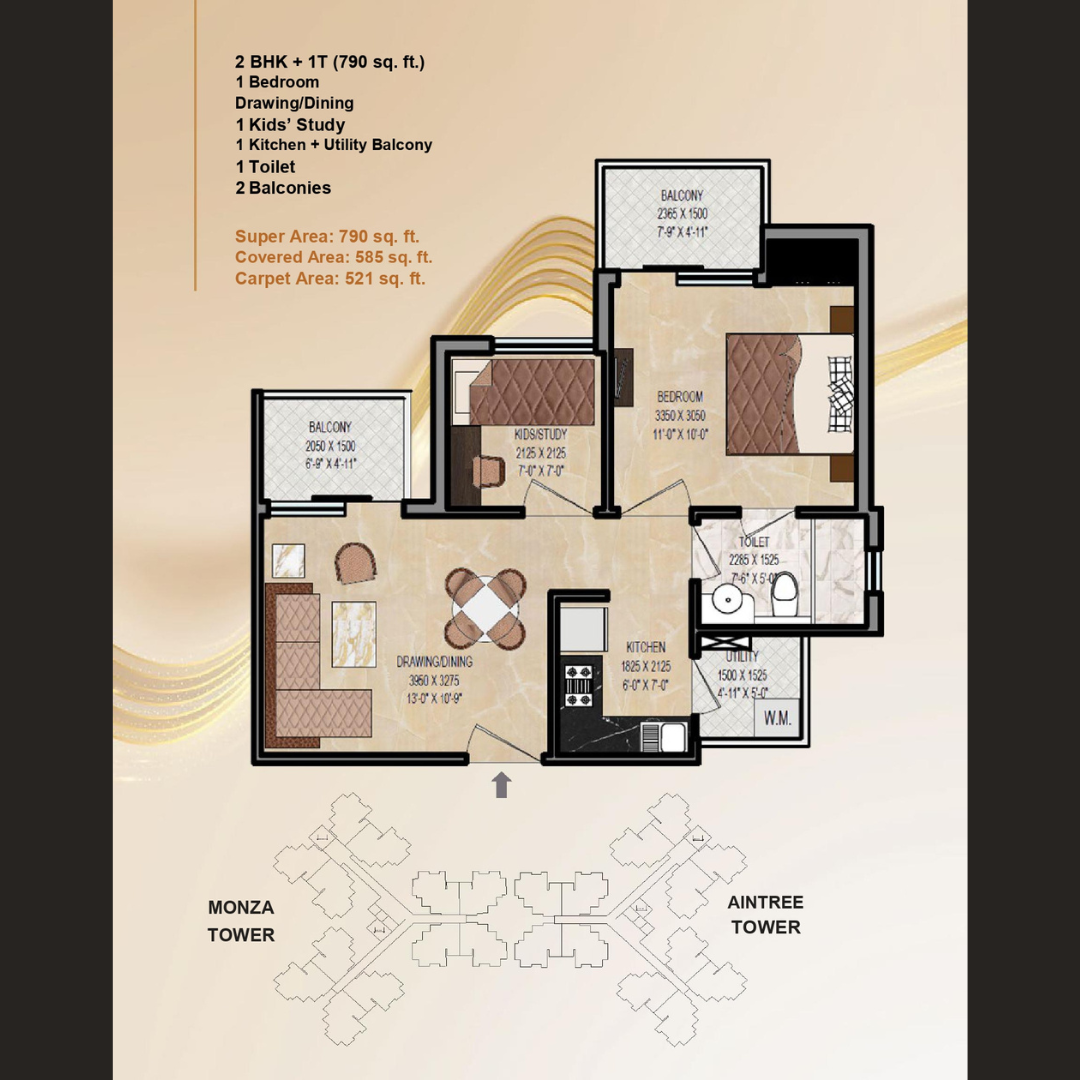 2 BHK + 1T (790 sq. ft.)
1 Bedroom
Drawing/Dining
1 Kids’ Study
1 Kitchen + Utility Balcony
1 Toilet
2 Balconies
Super Area: 790 sq. ft.
Covered Area: 585 sq. ft.
Carpet Area: 521 sq. ft.
BALCONY
2365 X 1500
7'-9" X 4'-11"
BEDROOM
3350 X 3050
11'-0" X 10'-0"
KIDS/STUDY
2125 X 2125
7'-0" X 7'-0"
BALCONY
2050 X 1500
6'-9" X 4'-11"
TOILET
2285 X 1525
7'-6" X 5'-0"
DRAWING/DINING
3950 X 3275
13'-0" X 10'-9"
KITCHEN
1825 X 2125
6'-0" X 7'-0"
UTILITY
1500 X 1525
4'-11" X 5'-0"
W.M.
MONZA
TOWER
AINTREE
TOWER